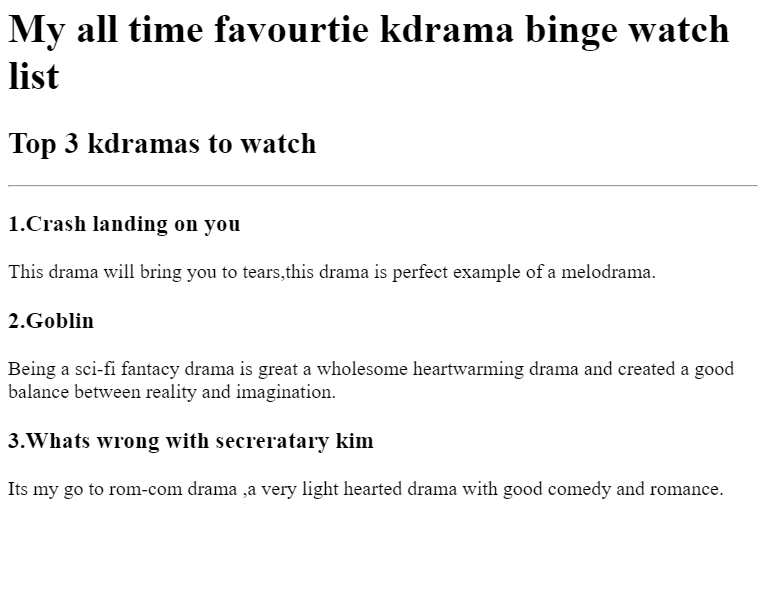 My all time favourtie kdrama binge watch
list
Top 3 kdramas to watch
1.Crash landing on you
This drama will bring you to tears,this drama is perfect example of a melodrama.
2.Goblin
Being a sci-fi fantacy drama is great a wholesome heartwarming drama and created a good
balance between reality and imagination.
3.Whats wrong with secreratary kim
Its my go to rom-com drama ,a very light hearted drama with good comedy and romance.